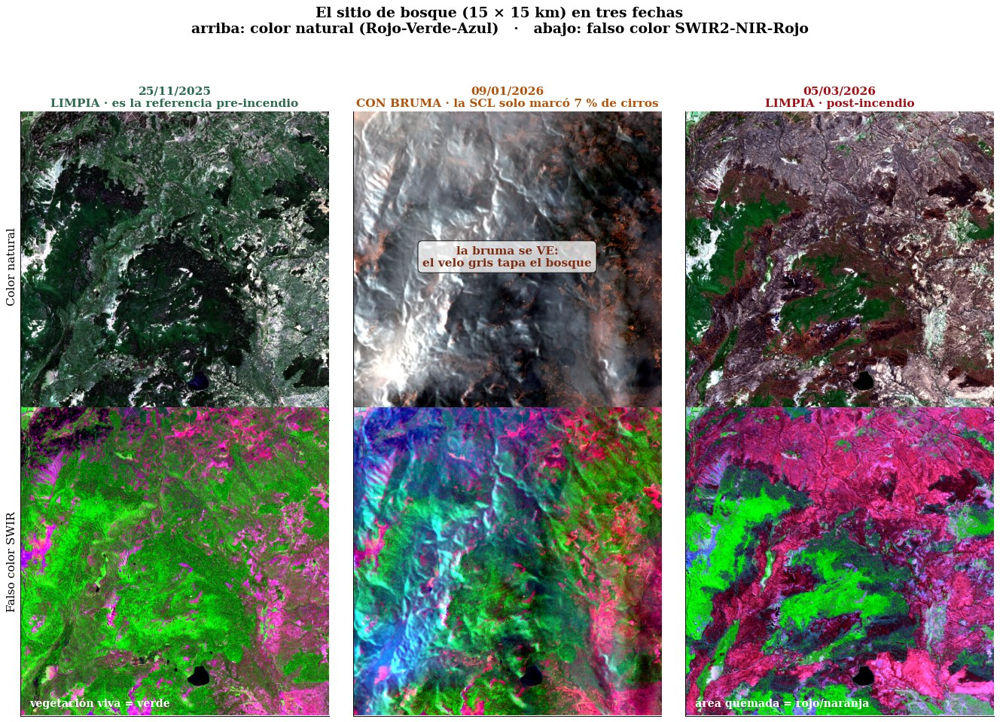 El sitio de bosque (15 × 15 km) en tres fechas
arriba: color natural (Rojo-Verde-Azul) · abajo: falso color SWIR2-NIR-Rojo
25/11/2025
LIMPIA · es la referencia pre-incendio
09/01/2026
CON BRUMA · la SCL solo marcó 7 % de cirros
05/03/2026
LIMPIA · post-incendio
Color natural
la bruma se VE:
el velo gris tapa el bosque
Falso color SWIR
vegetación viva = verde
área quemada = rojo/naranja